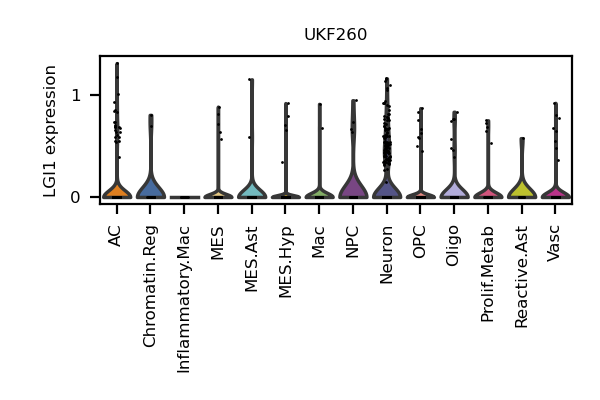 UKF260
LGI1 expression
1
0
AC
Chromatin.Reg
Inflammatory.Mac
MES
MES.Ast
MES.Hyp
Mac
NPC
Neuron
OPC
Oligo
Prolif.Metab
Reactive.Ast
Vasc